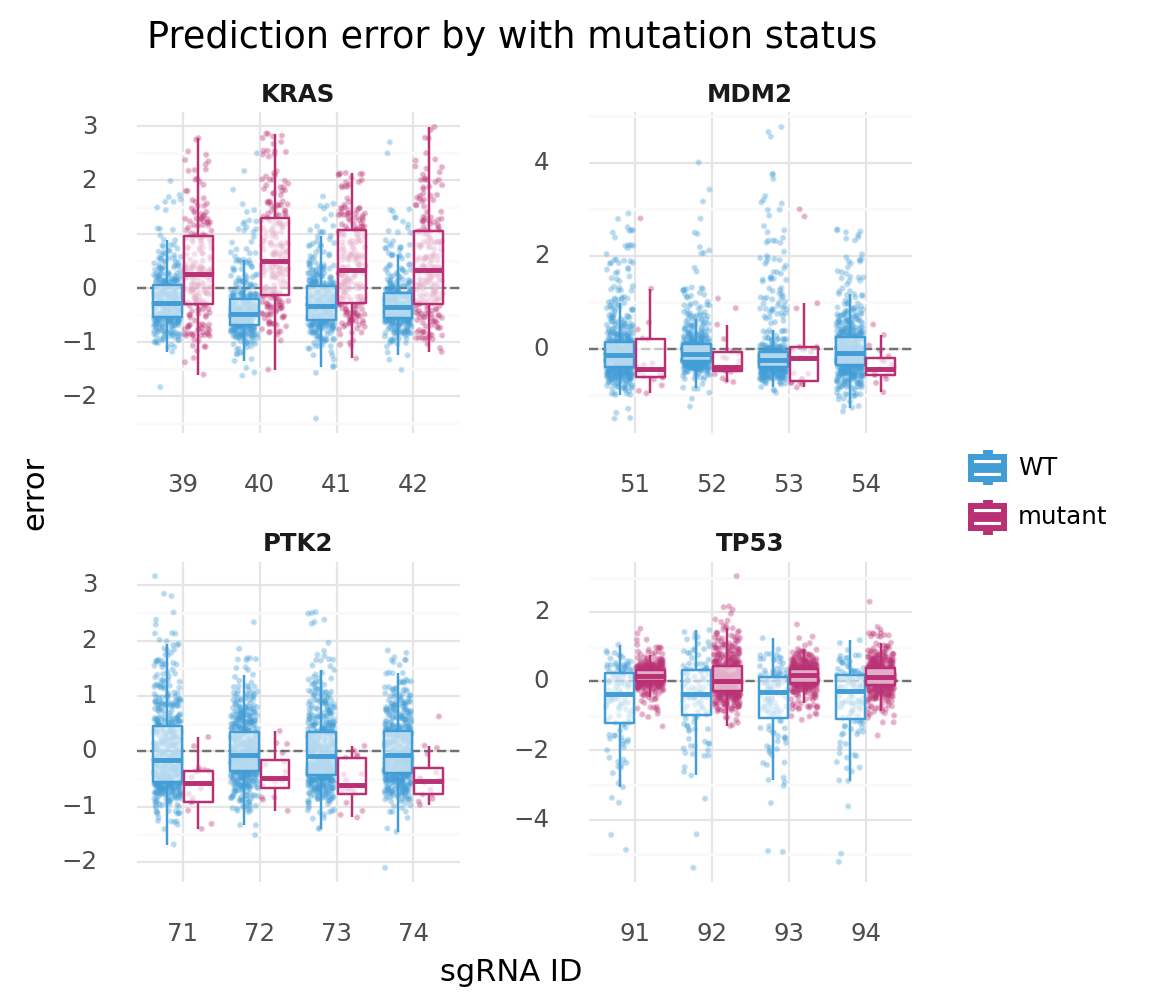 Prediction error by with mutation status
KRAS
MDM2
3
2
1
0
−1
−2
4
2
0
39 40 41 42
51 52 53 54
error
WT
mutant
PTK2
TP53
3
2
1
0
−1
−2
2
0
−2
−4
71 72 73 74
91 92 93 94
sgRNA ID